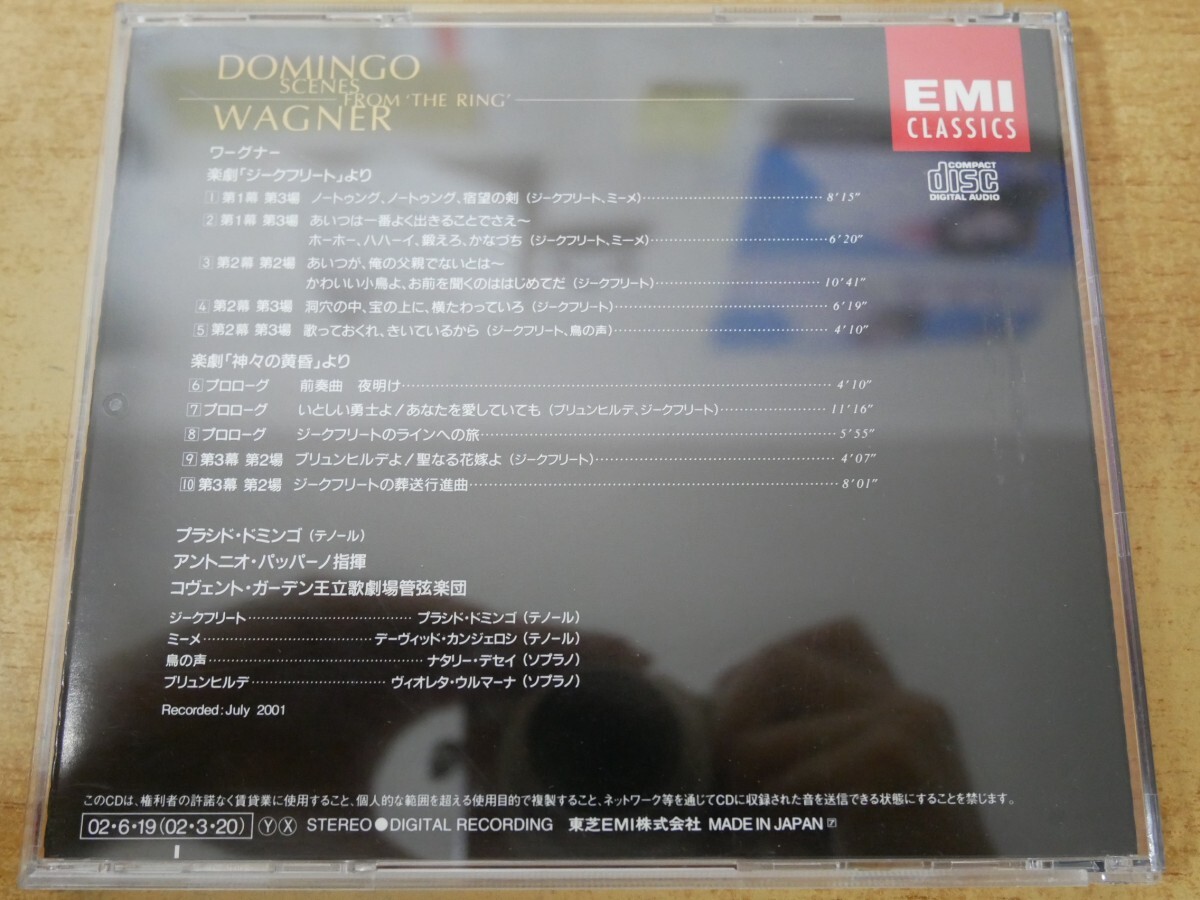 DOMINGO
SCENES
FROM 'THE RING'
WAGNER
EMI
CLASSICS
COMPACT
disc
DIGITAL AUDIO
ワーグナー
楽劇「ジークフリート」より
1 第1幕 第3場 ノートゥング、ノートゥング、宿望の剣（ジークフリート、ミーメ） 8'15"
2 第1幕 第3場 あいつは一番よく出きることでさえ〜
ホーホー、ハハーイ、鍛えろ、かなづち（ジークフリート、ミーメ） 6'20"
3 第2幕 第2場 あいつが、俺の父親でないとは〜
かわいい小鳥よ、お前を聞くのははじめてだ（ジークフリート） 10'41"
4 第2幕 第3場 洞穴の中、宝の上に、横たわっていろ（ジークフリート） 6'19"
5 第2幕 第3場 歌っておくれ、きいているから（ジークフリート、鳥の声） 4'10"
楽劇「神々の黄昏」より
6 プロローグ 前奏曲 夜明け 4'10"
7 プロローグ いとしい勇士よ！あなたを愛していても（ブリュンヒルデ、ジークフリート） 11'16"
8 プロローグ ジークフリートのラインへの旅 5'55"
9 第3幕 第2場 ブリュンヒルデよ！聖なる花嫁よ（ジークフリート） 4'07"
10 第3幕 第2場 ジークフリートの葬送行進曲 8'01"
プラシド・ドミンゴ（テノール）
アントニオ・パッパーノ指揮
コヴェント・ガーデン王立歌劇場管弦楽団
ジークフリート プラシド・ドミンゴ（テノール）
ミーメ デーヴィッド・カンジェロシ（テノール）
鳥の声 ナタリー・デセイ（ソプラノ）
ブリュンヒルデ ヴィオレタ・ウルマーナ（ソプラノ）
Recorded: July 2001
このCDは、権利者の許諾なく賃貸業に使用すること、個人的な範囲を超える使用目的で複製すること、ネットワーク等を通じてCDに収録された音を送信できる状態にすることを禁じます。
02・6・19(02・3・20) Ⓨ Ⓧ STEREO●DIGITAL RECORDING 東芝EMI株式会社 MADE IN JAPAN